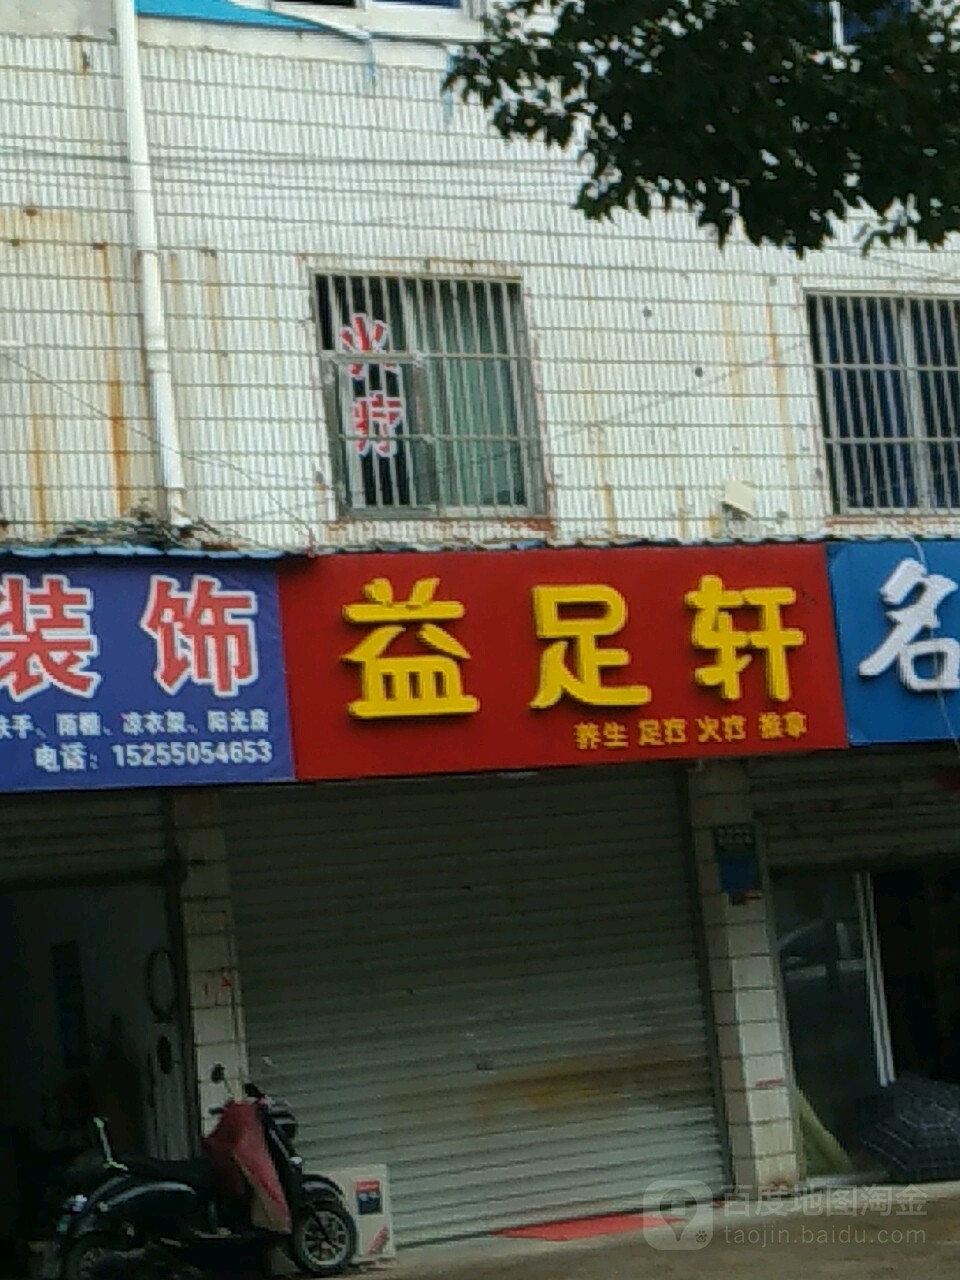 火疗
装饰
扶手、雨棚、凉衣架、阳光房
电话：15255054653
益足轩
养生 足疗 火疗 推拿
名
百度地图淘金
taojin.baidu.com